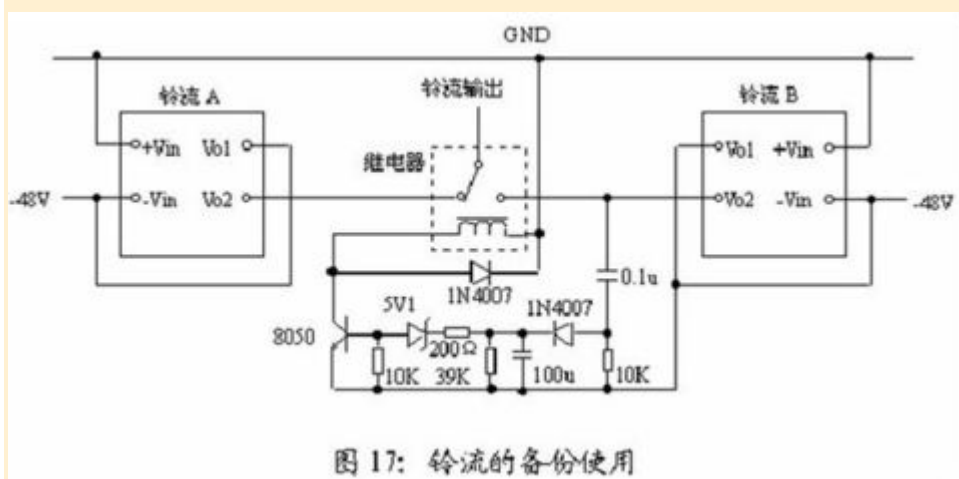 GND
铃流输出
铃流 A
铃流 B
继电器
+Vin Vo1
Vo1 +Vin
-48V
-Vin Vo2
Vo2 -Vin
-48V
1N4007
0.1u
5V1
1N4007
8050
200Ω
10K
39K
100u
10K
图 17: 铃流的备份使用